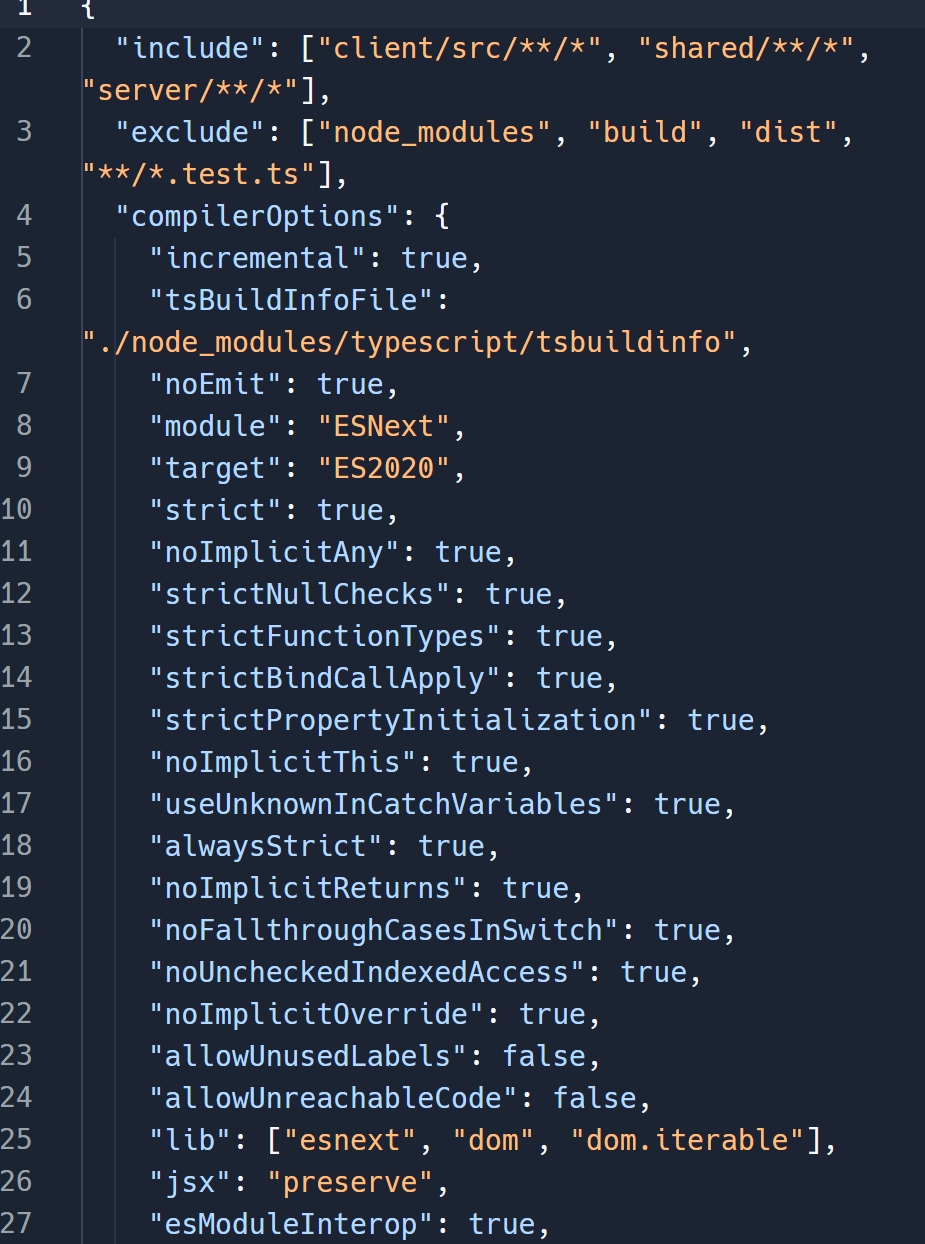 1 {
2 "include": ["client/src/**/*", "shared/**/*",
"server/**/*"],
3 "exclude": ["node_modules", "build", "dist",
"**/*.test.ts"],
4 "compilerOptions": {
5 "incremental": true,
6 "tsBuildInfoFile":
"./node_modules/typescript/tsbuildinfo",
7 "noEmit": true,
8 "module": "ESNext",
9 "target": "ES2020",
10 "strict": true,
11 "noImplicitAny": true,
12 "strictNullChecks": true,
13 "strictFunctionTypes": true,
14 "strictBindCallApply": true,
15 "strictPropertyInitialization": true,
16 "noImplicitThis": true,
17 "useUnknownInCatchVariables": true,
18 "alwaysStrict": true,
19 "noImplicitReturns": true,
20 "noFallthroughCasesInSwitch": true,
21 "noUncheckedIndexedAccess": true,
22 "noImplicitOverride": true,
23 "allowUnusedLabels": false,
24 "allowUnreachableCode": false,
25 "lib": ["esnext", "dom", "dom.iterable"],
26 "jsx": "preserve",
27 "esModuleInterop": true,